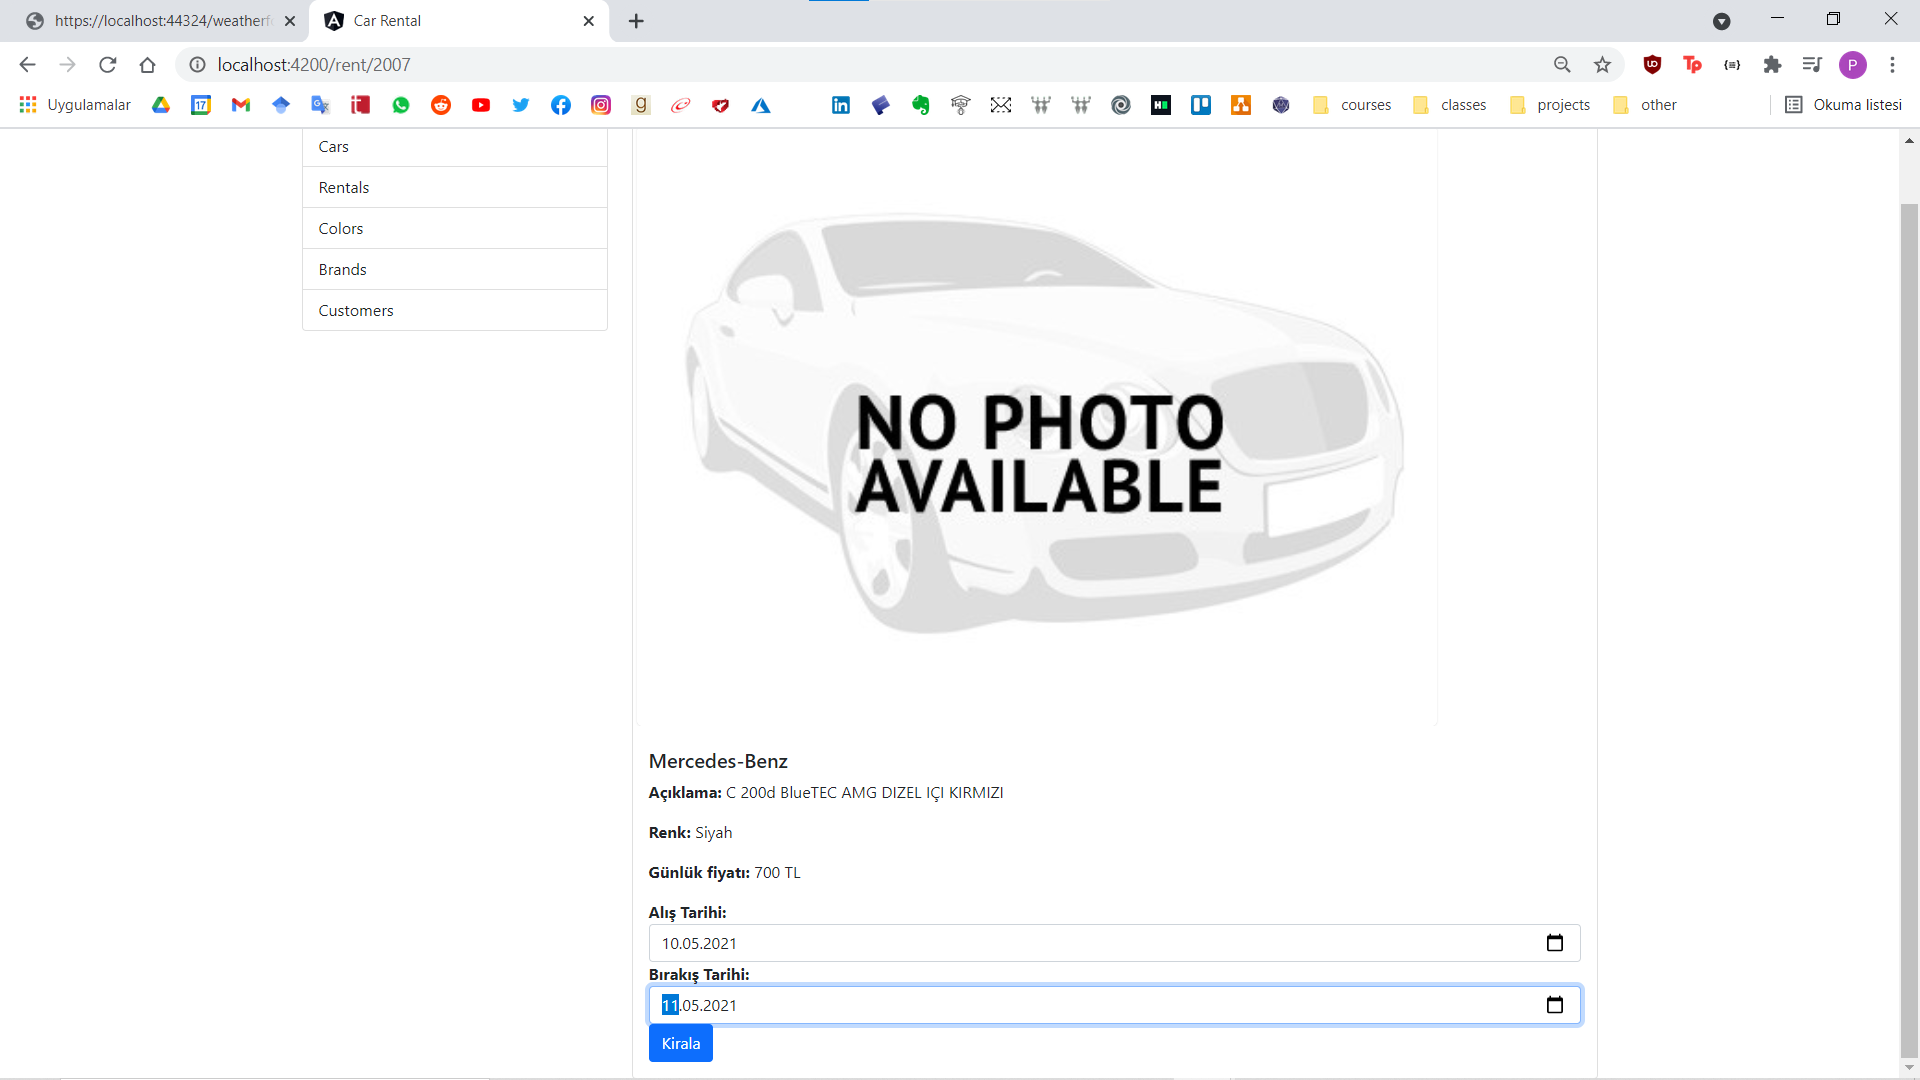 https://localhost:44324/weatherf
Car Rental
localhost:4200/rent/2007
P
Uygulamalar
courses
classes
projects
other
Okuma listesi
Cars
Rentals
Colors
Brands
Customers
NO PHOTO
AVAILABLE
Mercedes-Benz
Açıklama: C 200d BlueTEC AMG DIZEL IÇI KIRMIZI
Renk: Siyah
Günlük fiyatı: 700 TL
Alış Tarihi:
10.05.2021
Bırakış Tarihi:
11.05.2021
Kirala